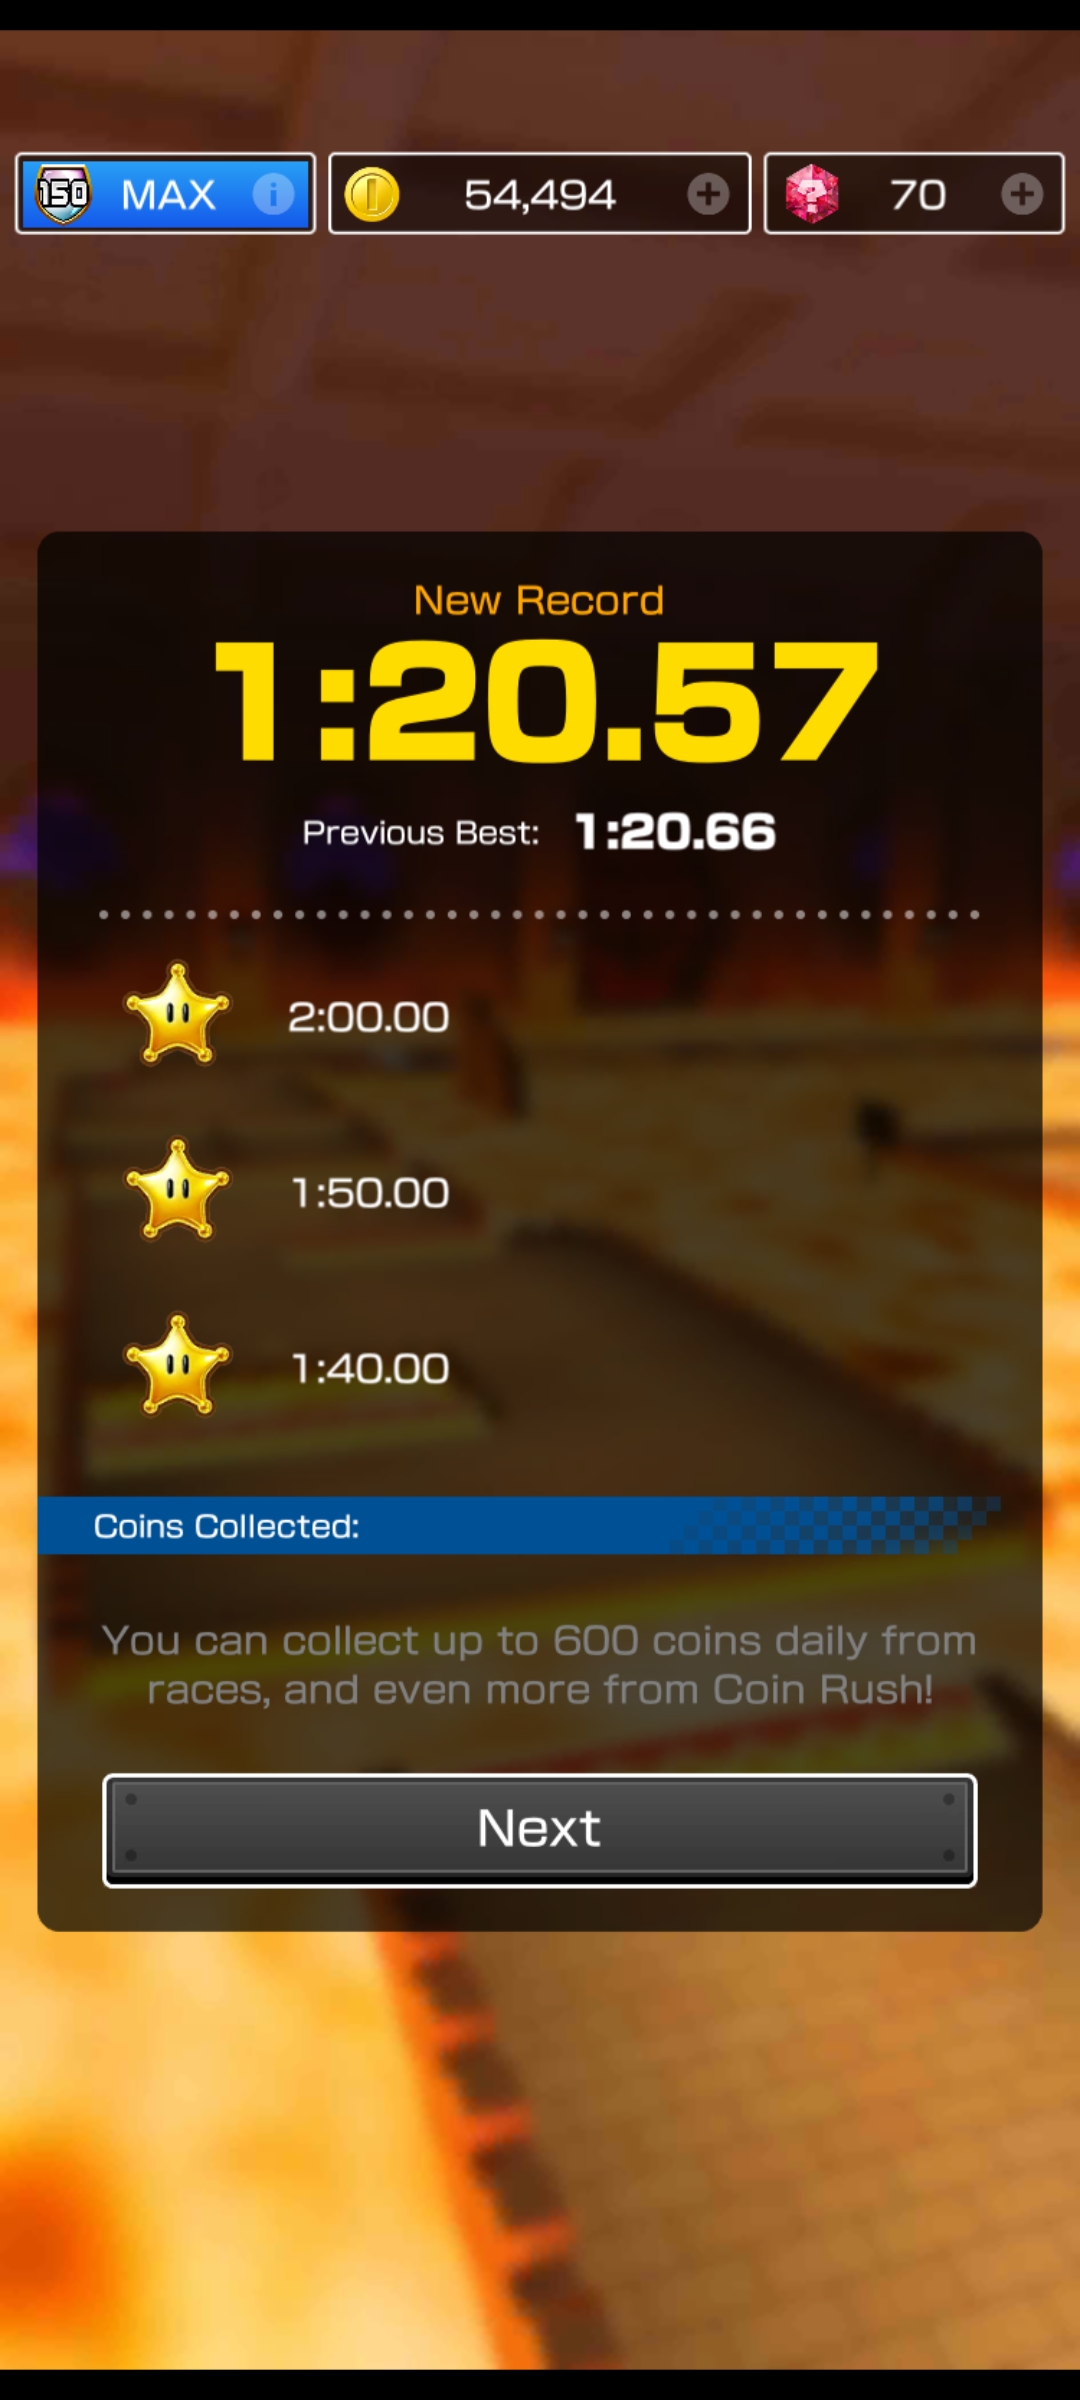 150 MAX i 54,494 + ? 70 +
New Record
1:20.57
Previous Best: 1:20.66
2:00.00
1:50.00
1:40.00
Coins Collected:
You can collect up to 600 coins daily from
races, and even more from Coin Rush!
Next